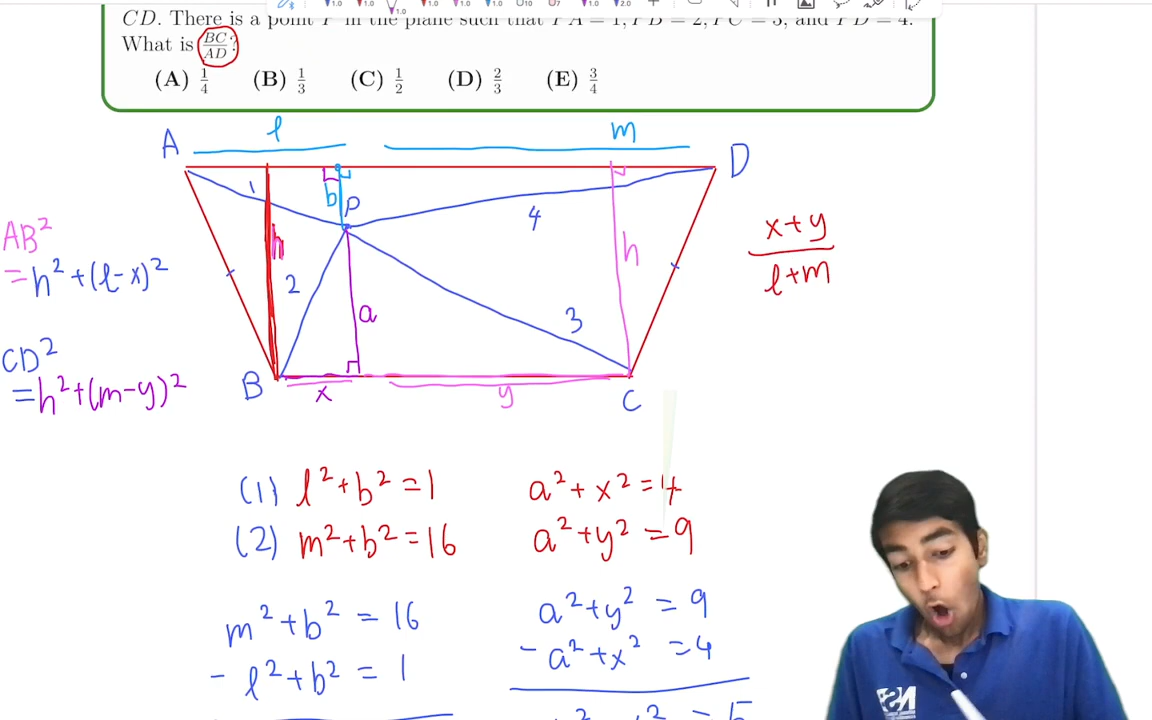 CD. There is a point P in the plane such that PA = 1, PB = 2, PC = 3, and PD = 4.
What is BC/AD?
(A) 1/4 (B) 1/3 (C) 1/2 (D) 2/3 (E) 3/4
l
m
A
D
1
b
P
4
h
h
2
a
3
B
x
y
C
AB²
=h²+(l-x)²
CD²
=h²+(m-y)²
x+y
l+m
(1) l²+b²=1
a²+x²=4
(2) m²+b²=16
a²+y²=9
m²+b²=16
- l²+b²=1
a²+y²=9
- a²+x²=4